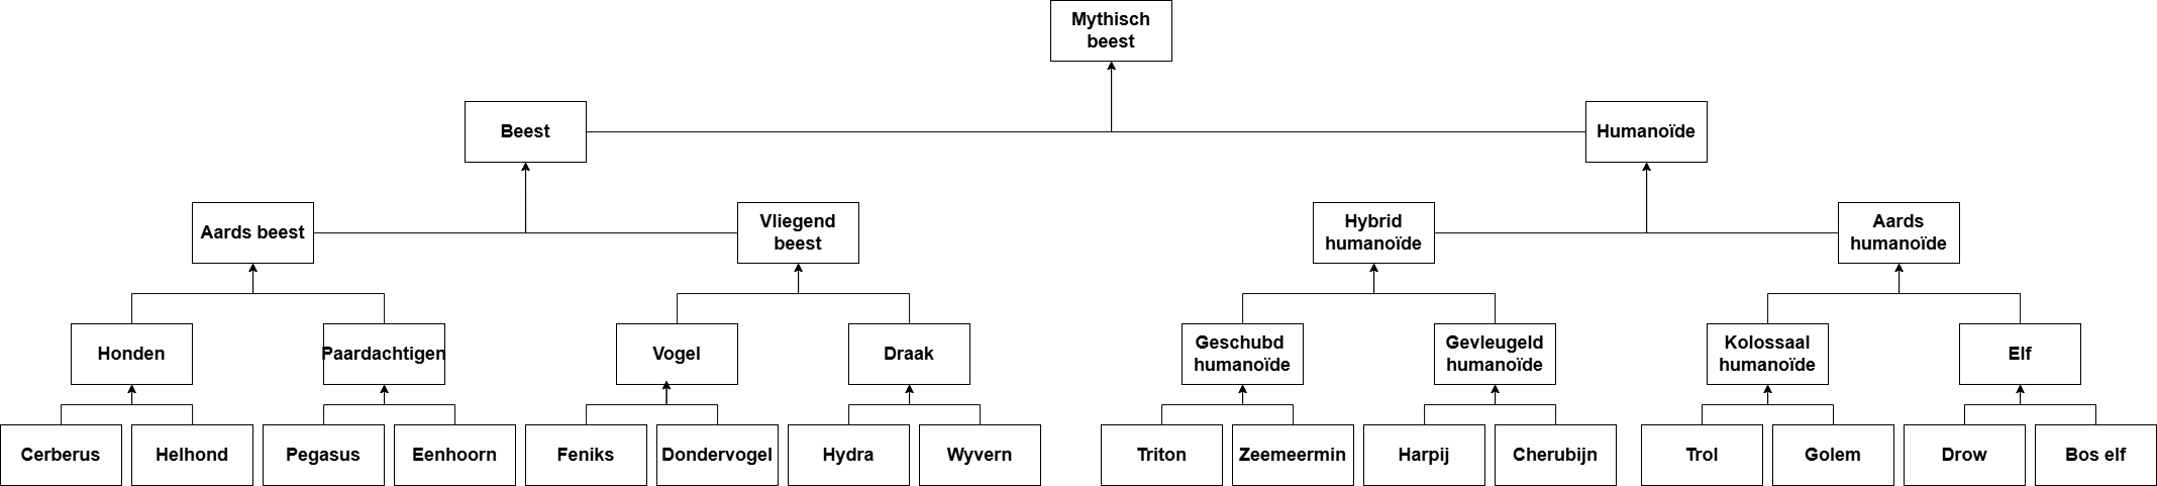 Mythisch
beest
Beest
Humanoïde
Aards beest
Vliegend
beest
Hybrid
humanoïde
Aards
humanoïde
Honden
Paardachtigen
Vogel
Draak
Geschubd
humanoïde
Gevleugeld
humanoïde
Kolossaal
humanoïde
Elf
Cerberus
Helhond
Pegasus
Eenhoorn
Feniks
Dondervogel
Hydra
Wyvern
Triton
Zeemeermin
Harpij
Cherubijn
Trol
Golem
Drow
Bos elf